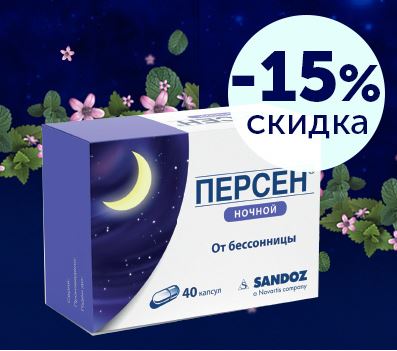 -15%
скидка
ПЕРСЕН®
НОЧНОЙ
От бессонницы
40 капсул
SANDOZ
a Novartis company